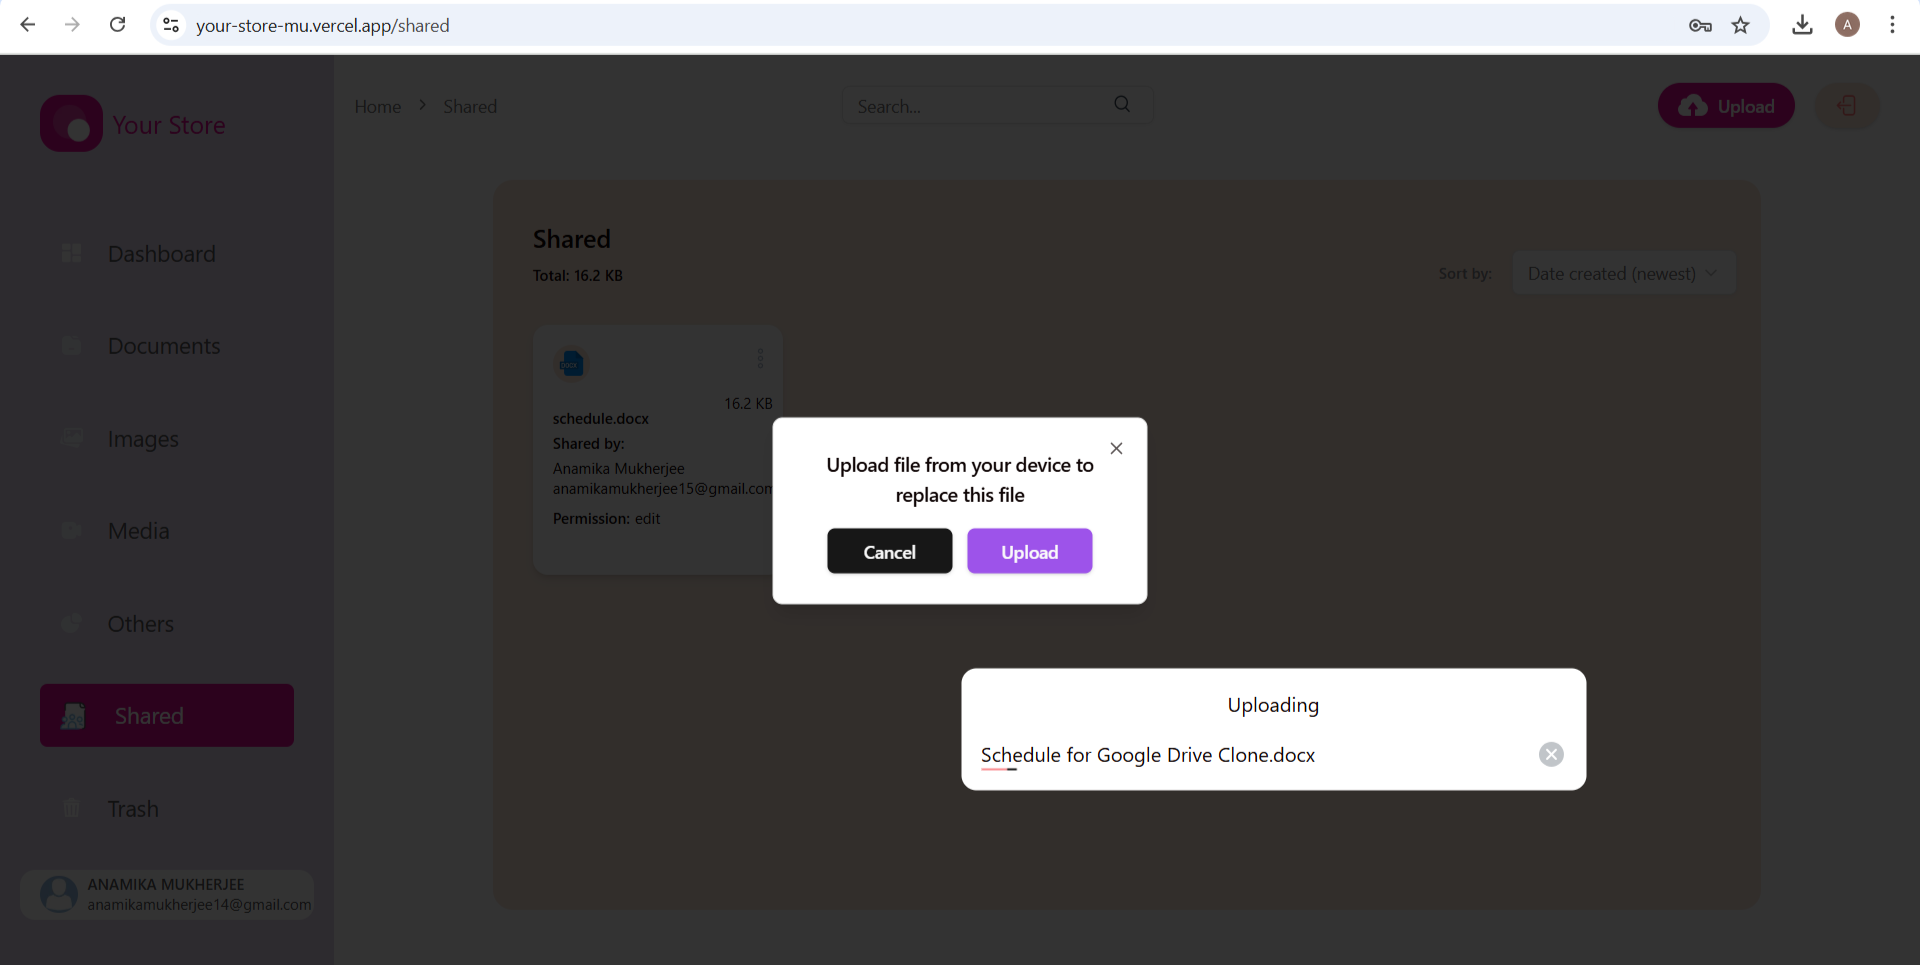 your-store-mu.vercel.app/shared
A
Your Store
Home > Shared
Search...
Upload
Dashboard
Documents
Images
Media
Others
Shared
Trash
ANAMIKA MUKHERJEE
anamikamukherjee14@gmail.com
Shared
Total: 16.2 KB
Sort by:
Date created (newest)
DOCX
16.2 KB
schedule.docx
Shared by:
Anamika Mukherjee
anamikamukherjee15@gmail.com
Permission: edit
Upload file from your device to
replace this file
Cancel
Upload
Uploading
Schedule for Google Drive Clone.docx